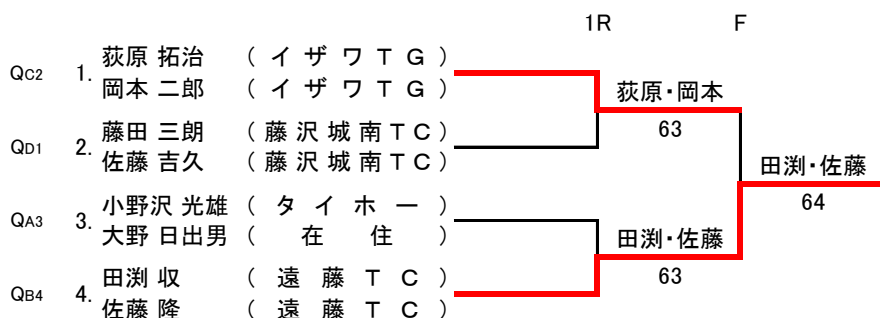 1R F
荻原 拓治 ( イ ザ ワ T G )
QC2 1.
岡本 二郎 ( イ ザ ワ T G )
荻原・岡本
63
藤田 三朗 ( 藤 沢 城 南 T C )
QD1 2.
佐藤 吉久 ( 藤 沢 城 南 T C )
田渕・佐藤
64
小野沢 光雄 ( タ イ ホ ー )
QA3 3.
大野 日出男 ( 在 住 )
田渕・佐藤
63
田渕 収 ( 遠 藤 T C )
QB4 4.
佐藤 隆 ( 遠 藤 T C )